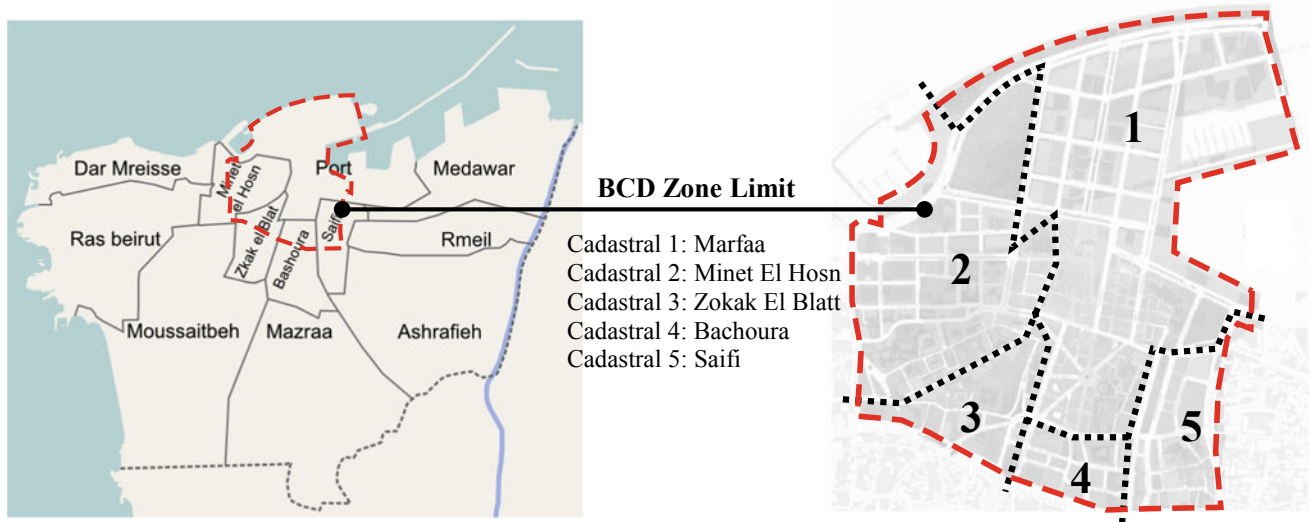 Dar Mreisse
Minet
el Hosn
Port
Medawar
Ras beirut
Zkak el Blat
Bashoura
Saifi
Rmeil
Moussaitbeh
Mazraa
Ashrafieh
BCD Zone Limit
Cadastral 1: Marfaa
Cadastral 2: Minet El Hosn
Cadastral 3: Zokak El Blatt
Cadastral 4: Bachoura
Cadastral 5: Saifi
1
2
3
4
5